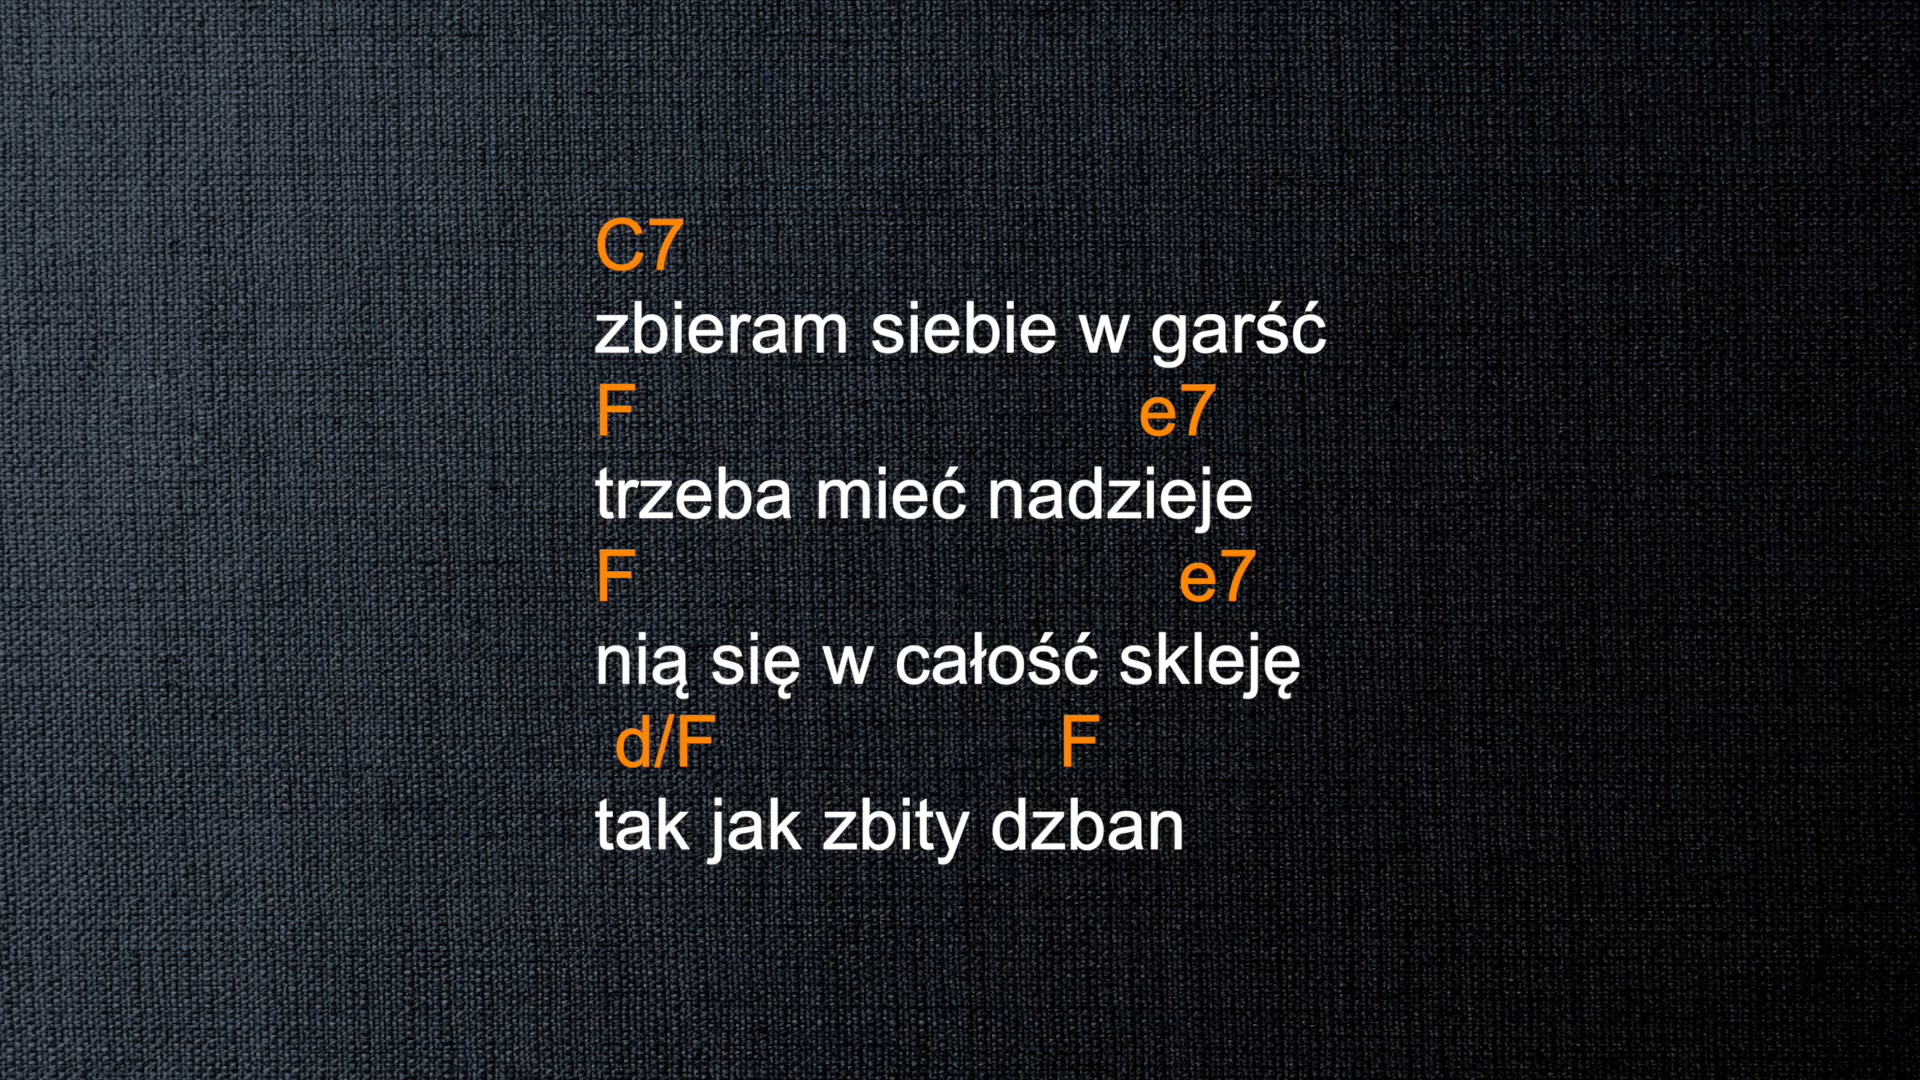 C7
zbieram siebie w garść
F e7
trzeba mieć nadzieje
F e7
nią się w całość skleję
d/F F
tak jak zbity dzban